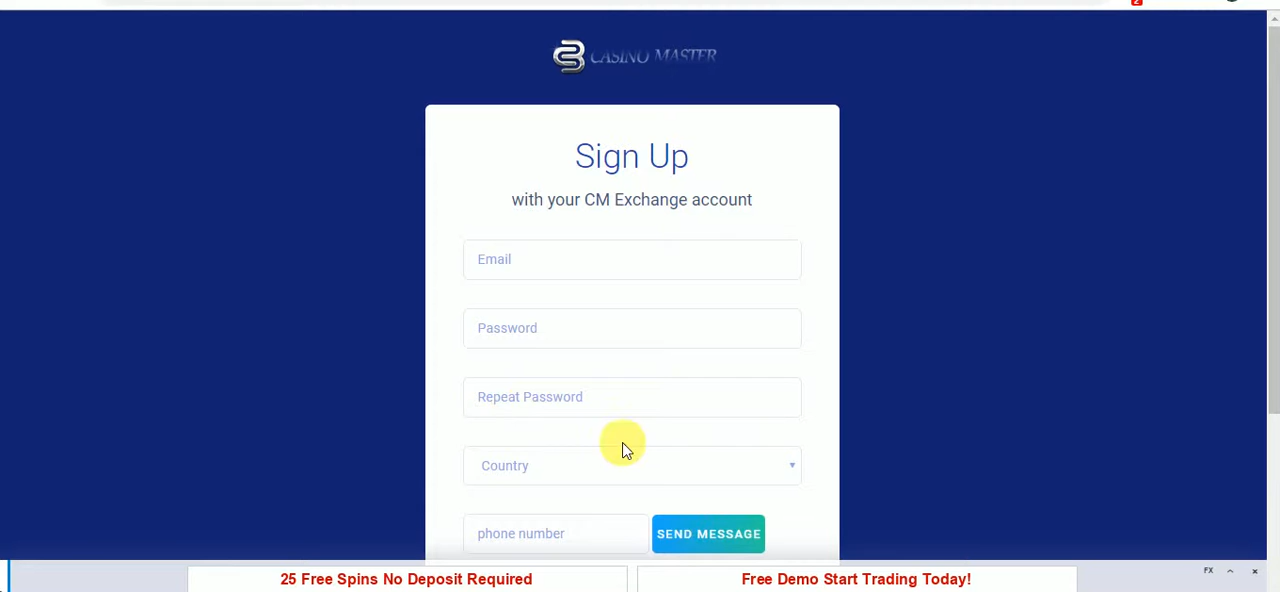 CASINO MASTER
Sign Up
with your CM Exchange account
Email
Password
Repeat Password
Country
phone number
SEND MESSAGE
25 Free Spins No Deposit Required
Free Demo Start Trading Today!
FX
2